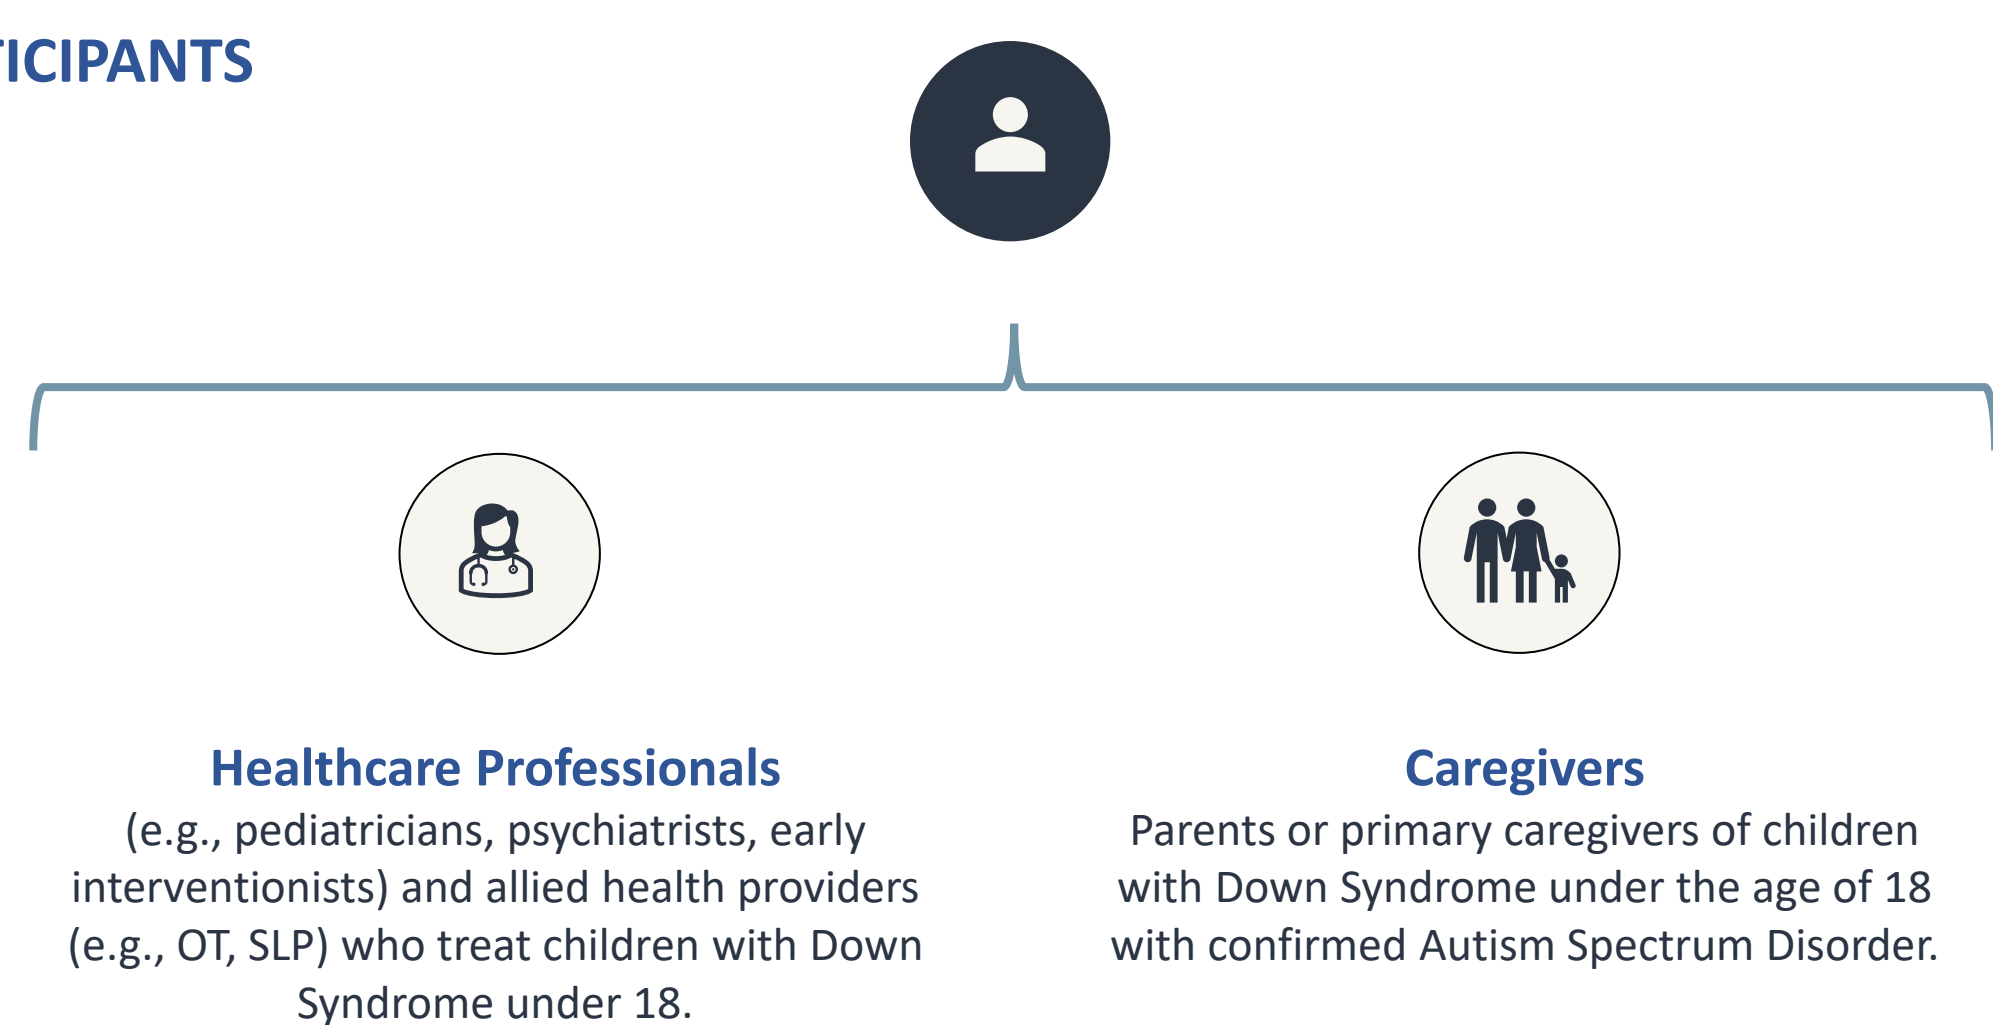 TICIPANTS
Healthcare Professionals
(e.g., pediatricians, psychiatrists, early
interventionists) and allied health providers
(e.g., OT, SLP) who treat children with Down
Syndrome under 18.
Caregivers
Parents or primary caregivers of children
with Down Syndrome under the age of 18
with confirmed Autism Spectrum Disorder.